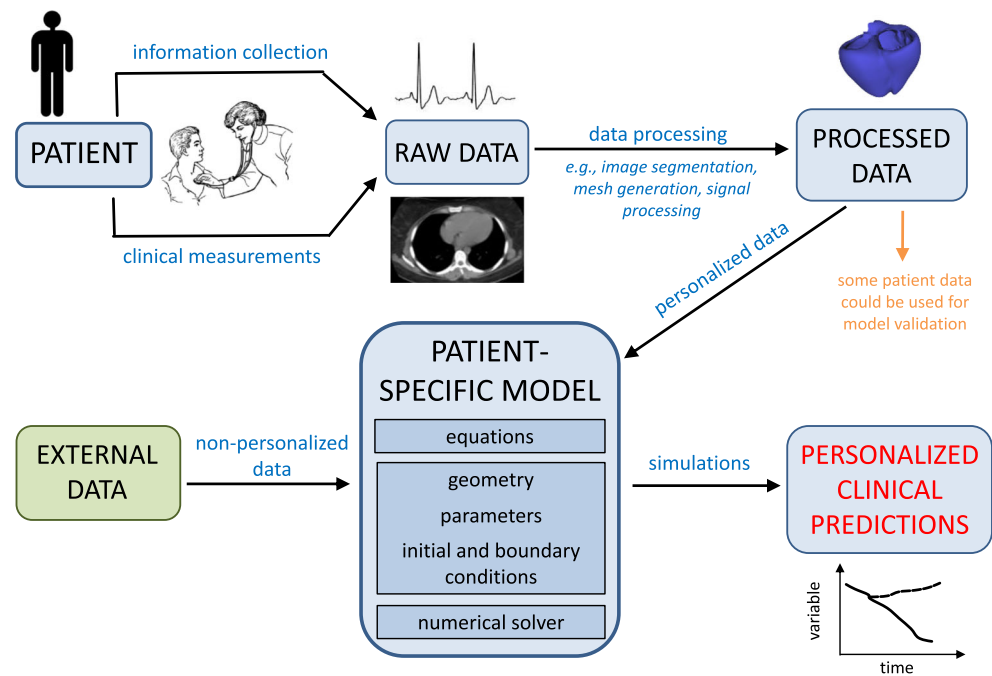 information collection
PATIENT
clinical measurements
RAW DATA
data processing
e.g., image segmentation,
mesh generation, signal
processing
PROCESSED
DATA
personalized data
some patient data
could be used for
model validation
PATIENT-
SPECIFIC MODEL
equations
geometry
parameters
initial and boundary
conditions
numerical solver
EXTERNAL
DATA
non-personalized
data
simulations
PERSONALIZED
CLINICAL
PREDICTIONS
variable
time